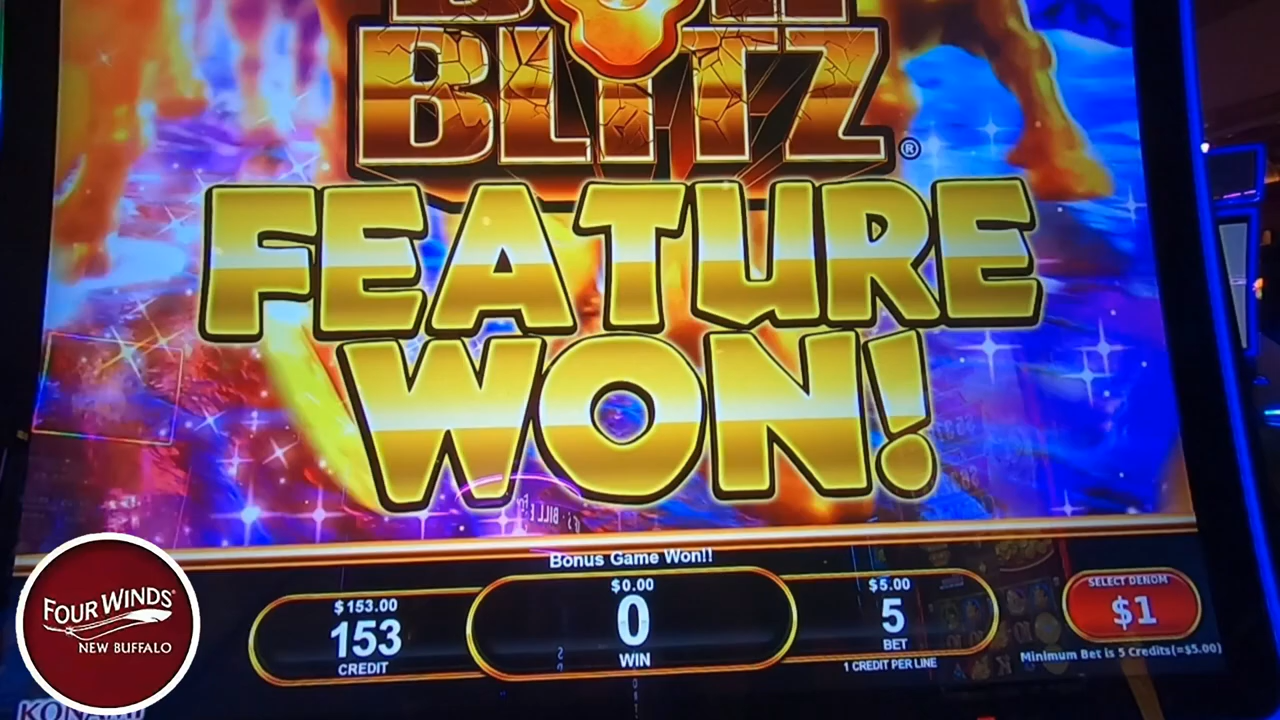 BLITZ®
FEATURE
WON!
Bonus Game Won!!
$153.00
153
CREDIT
$0.00
0
WIN
$5.00
5
BET
1 CREDIT PER LINE
SELECT DENOM
$1
Minimum Bet is 5 Credits(=$5.00)
FOUR WINDS®
NEW BUFFALO
KONAMI